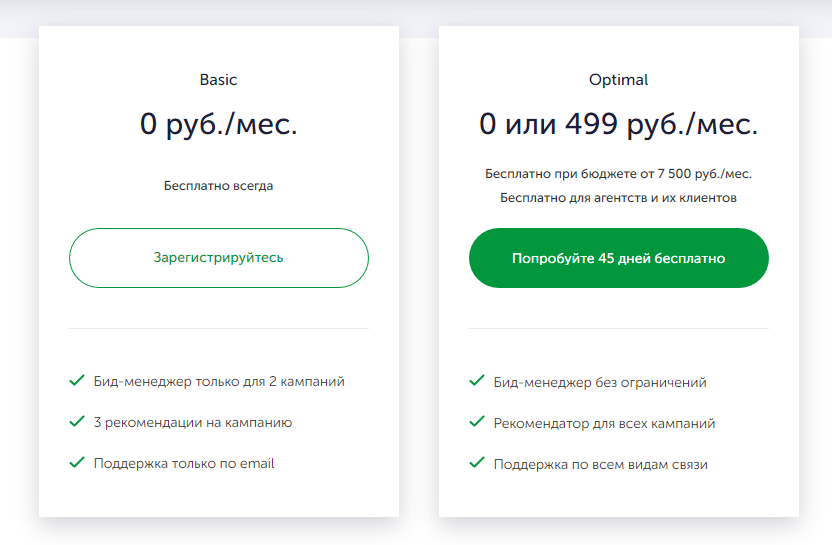 Basic
0 руб./мес.
Бесплатно всегда
Зарегистрируйтесь
Бид-менеджер только для 2 кампаний
3 рекомендации на кампанию
Поддержка только по email
Optimal
0 или 499 руб./мес.
Бесплатно при бюджете от 7 500 руб./мес.
Бесплатно для агентств и их клиентов
Попробуйте 45 дней бесплатно
Бид-менеджер без ограничений
Рекомендатор для всех кампаний
Поддержка по всем видам связи